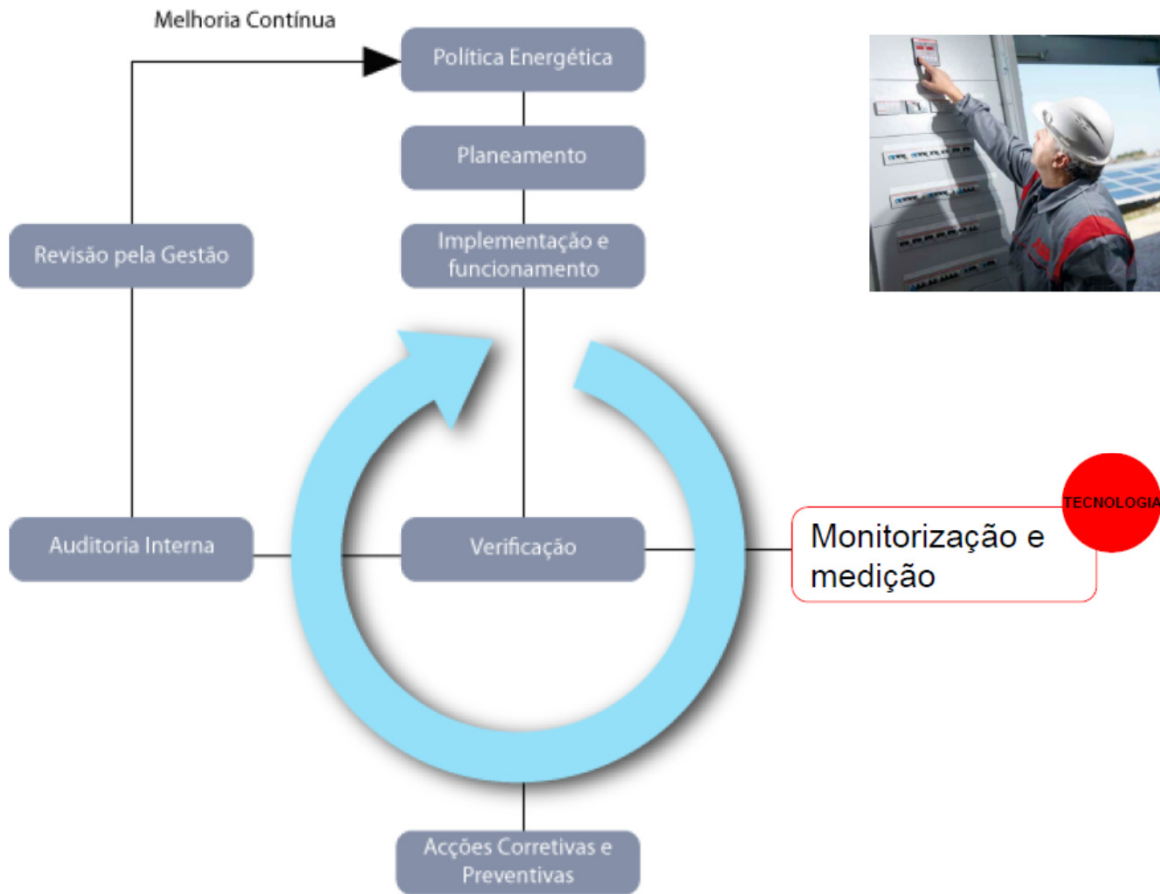 Melhoria Contínua
Política Energética
Planeamento
Revisão pela Gestão
Implementação e
funcionamento
Auditoria Interna
Verificação
TECNOLOGIA
Monitorização e
medição
Acções Corretivas e
Preventivas